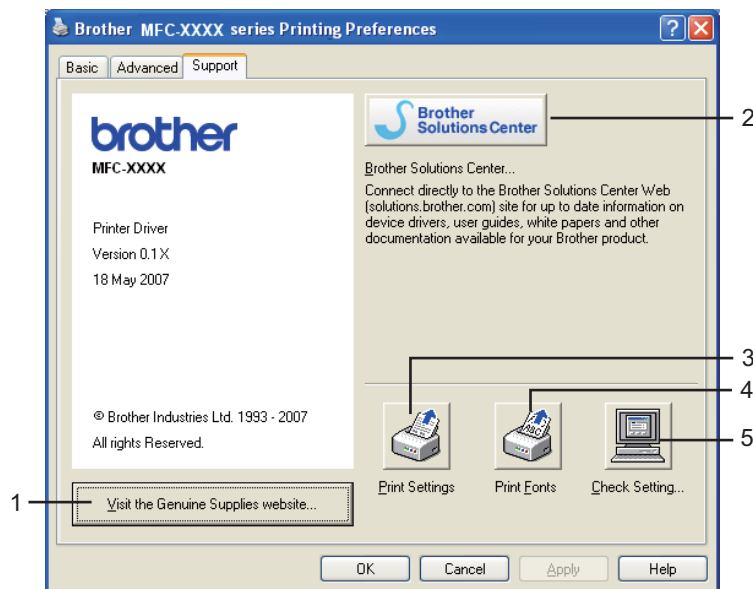 Brother MFC-XXXX series Printing Preferences
Basic
Advanced
Support
brother
MFC-XXXX
Printer Driver
Version 0.1X
18 May 2007
© Brother Industries Ltd. 1993 - 2007
All rights Reserved.
1
Visit the Genuine Supplies website...
Brother
Solutions Center
2
Brother Solutions Center...
Connect directly to the Brother Solutions Center Web
(solutions.brother.com) site for up to date information on
device drivers, user guides, white papers and other
documentation available for your Brother product.
3
4
5
ABC
Print Settings
Print Fonts
Check Setting...
OK
Cancel
Apply
Help